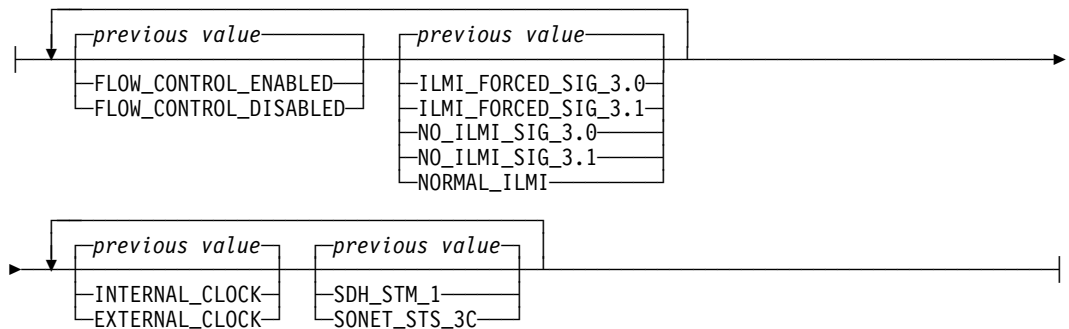 previous value previous value
FLOW_CONTROL_ENABLED ILMI_FORCED_SIG_3.0
FLOW_CONTROL_DISABLED ILMI_FORCED_SIG_3.1
NO_ILMI_SIG_3.0
NO_ILMI_SIG_3.1
NORMAL_ILMI
previous value previous value
INTERNAL_CLOCK SDH_STM_1
EXTERNAL_CLOCK SONET_STS_3C